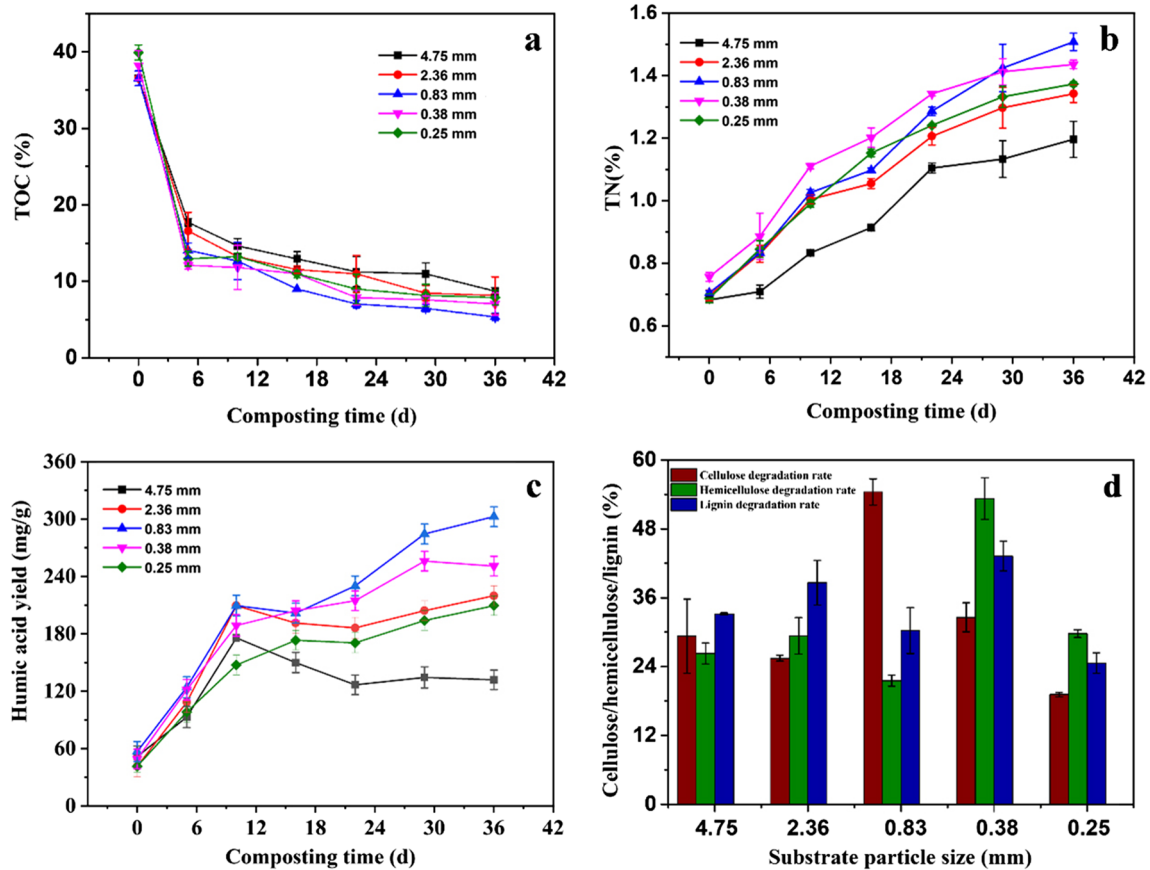 a
40
30
20
10
0
TOC (%)
4.75 mm
2.36 mm
0.83 mm
0.38 mm
0.25 mm
0 6 12 18 24 30 36 42
Composting time (d)
b
1.6
1.4
1.2
1.0
0.8
0.6
TN(%)
4.75 mm
2.36 mm
0.83 mm
0.38 mm
0.25 mm
0 6 12 18 24 30 36 42
Composting time (d)
c
360
300
240
180
120
60
0
Humic acid yield (mg/g)
4.75 mm
2.36 mm
0.83 mm
0.38 mm
0.25 mm
0 6 12 18 24 30 36 42
Composting time (d)
d
60
48
36
24
12
0
Cellulose/hemicellulose/lignin (%)
Cellulose degradation rate
Hemicellulose degradation rate
Lignin degradation rate
4.75 2.36 0.83 0.38 0.25
Substrate particle size (mm)